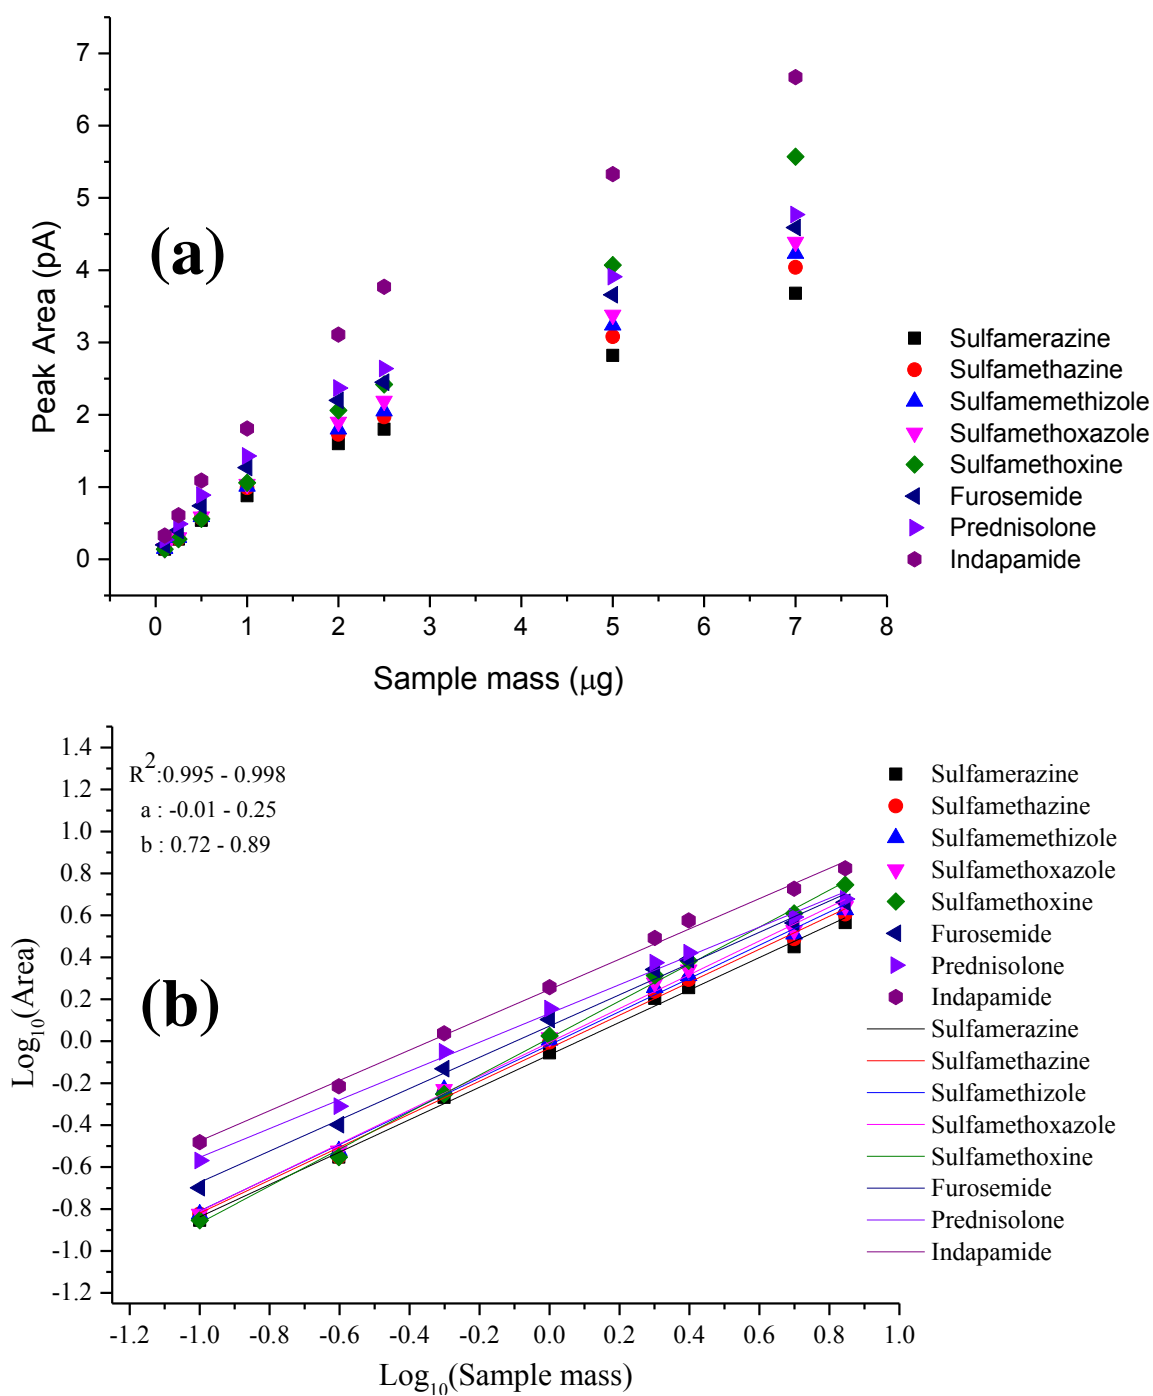 7
6
5
4
3
2
1
0
Peak Area (pA)
(a)
0 1 2 3 4 5 6 7 8
Sample mass (μg)
Sulfamerazine
Sulfamethazine
Sulfamemethizole
Sulfamethoxazole
Sulfamethoxine
Furosemide
Prednisolone
Indapamide
1.4
1.2
1.0
0.8
0.6
0.4
0.2
0.0
-0.2
-0.4
-0.6
-0.8
-1.0
-1.2
Log₁₀(Area)
R²:0.995 - 0.998
a : -0.01 - 0.25
b : 0.72 - 0.89
(b)
-1.2 -1.0 -0.8 -0.6 -0.4 -0.2 0.0 0.2 0.4 0.6 0.8 1.0
Log₁₀(Sample mass)
Sulfamerazine
Sulfamethazine
Sulfamemethizole
Sulfamethoxazole
Sulfamethoxine
Furosemide
Prednisolone
Indapamide
Sulfamerazine
Sulfamethazine
Sulfamethizole
Sulfamethoxazole
Sulfamethoxine
Furosemide
Prednisolone
Indapamide